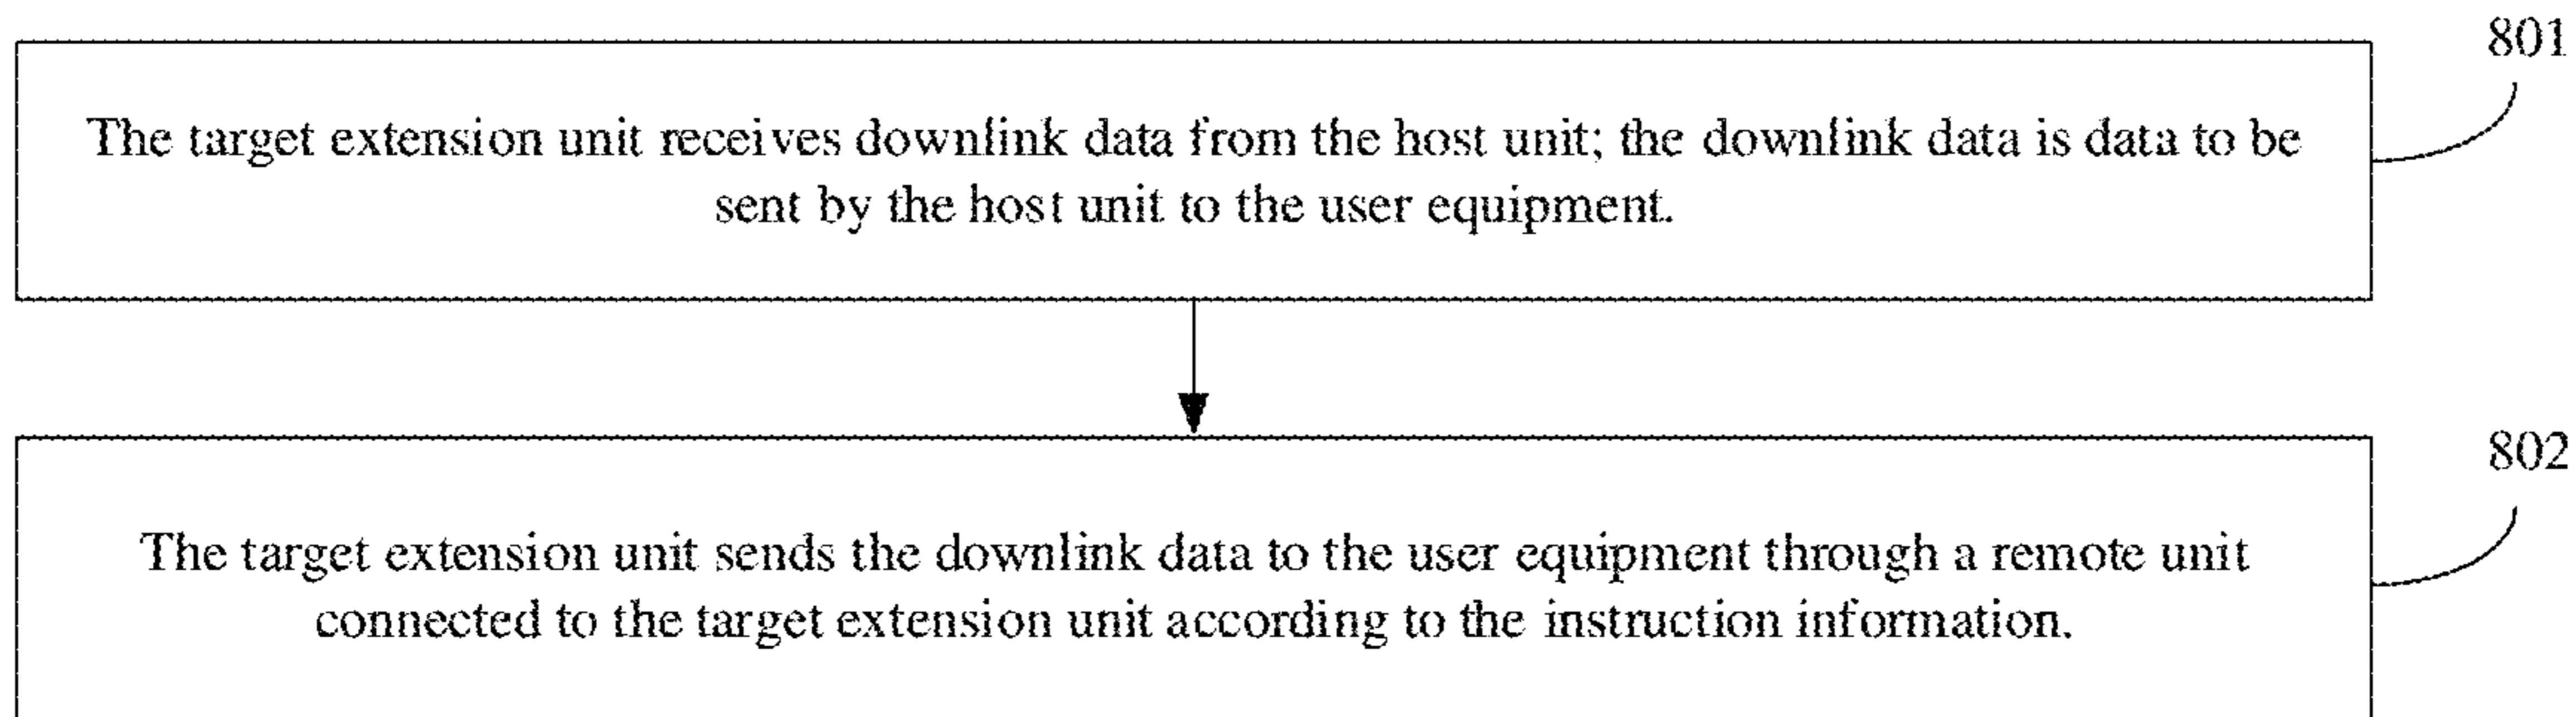 801
The target extension unit receives downlink data from the host unit; the downlink data is data to be
sent by the host unit to the user equipment.
802
The target extension unit sends the downlink data to the user equipment through a remote unit
connected to the target extension unit according to the instruction information.